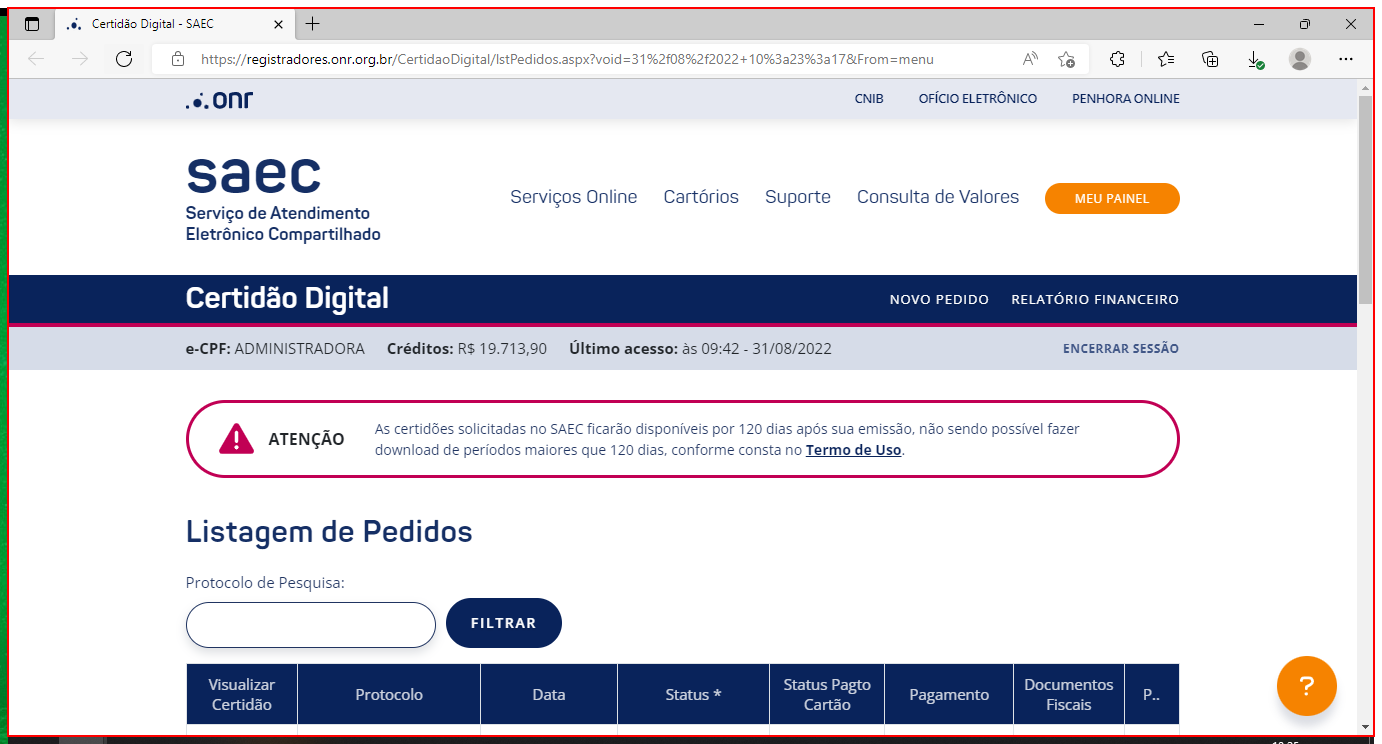 Certidão Digital - SAEC
https://registradores.onr.org.br/CertidaoDigital/lstPedidos.aspx?void=31%2f08%2f2022+10%3a23%3a17&From=menu
onr
CNIB OFÍCIO ELETRÔNICO PENHORA ONLINE
saec
Serviço de Atendimento
Eletrônico Compartilhado
Serviços Online Cartórios Suporte Consulta de Valores MEU PAINEL
Certidão Digital NOVO PEDIDO RELATÓRIO FINANCEIRO
e-CPF: ADMINISTRADORA Créditos: R$ 19.713,90 Último acesso: às 09:42 - 31/08/2022 ENCERRAR SESSÃO
ATENÇÃO
As certidões solicitadas no SAEC ficarão disponíveis por 120 dias após sua emissão, não sendo possível fazer
download de períodos maiores que 120 dias, conforme consta no Termo de Uso.
Listagem de Pedidos
Protocolo de Pesquisa:
FILTRAR
Visualizar Certidão Protocolo Data Status * Status Pagto Cartão Pagamento Documentos Fiscais P..
?